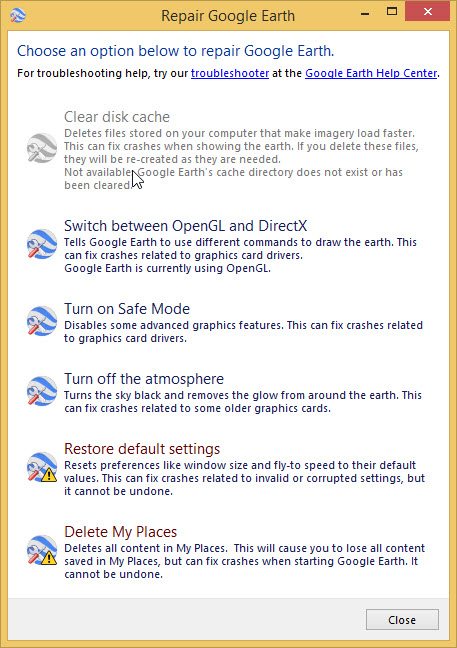 Repair Google Earth
Choose an option below to repair Google Earth.
For troubleshooting help, try our troubleshooter at the Google Earth Help Center.
Clear disk cache
Deletes files stored on your computer that make imagery load faster.
This can fix crashes when showing the earth. If you delete these files,
they will be re-created as they are needed.
Not available: Google Earth's cache directory does not exist or has
been cleared.
Switch between OpenGL and DirectX
Tells Google Earth to use different commands to draw the earth. This
can fix crashes related to graphics card drivers.
Google Earth is currently using OpenGL.
Turn on Safe Mode
Disables some advanced graphics features. This can fix crashes related
to graphics card drivers.
Turn off the atmosphere
Turns the sky black and removes the glow from around the earth. This
can fix crashes related to some older graphics cards.
Restore default settings
Resets preferences like window size and fly-to speed to their default
values. This can fix crashes related to invalid or corrupted settings, but
it cannot be undone.
Delete My Places
Deletes all content in My Places.  This will cause you to lose all content
saved in My Places, but can fix crashes when starting Google Earth. It
cannot be undone.
Close